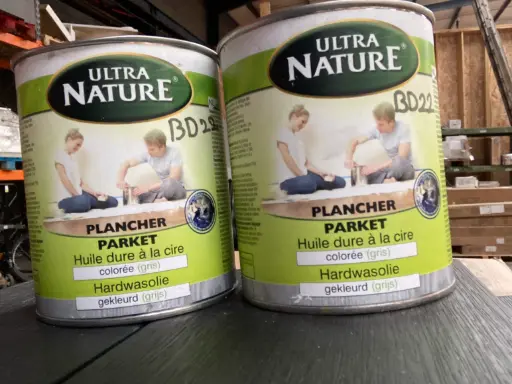 ULTRA
NATURE®
BD22
PLANCHER
PARKET
Huile dure à la cire
colorée (gris)
Hardwasolie
gekleurd (grijs)
ULTRA
NATURE®
BD22
PLANCHER
PARKET
Huile dure à la cire
colorée (gris)
Hardwasolie
gekleurd (grijs)